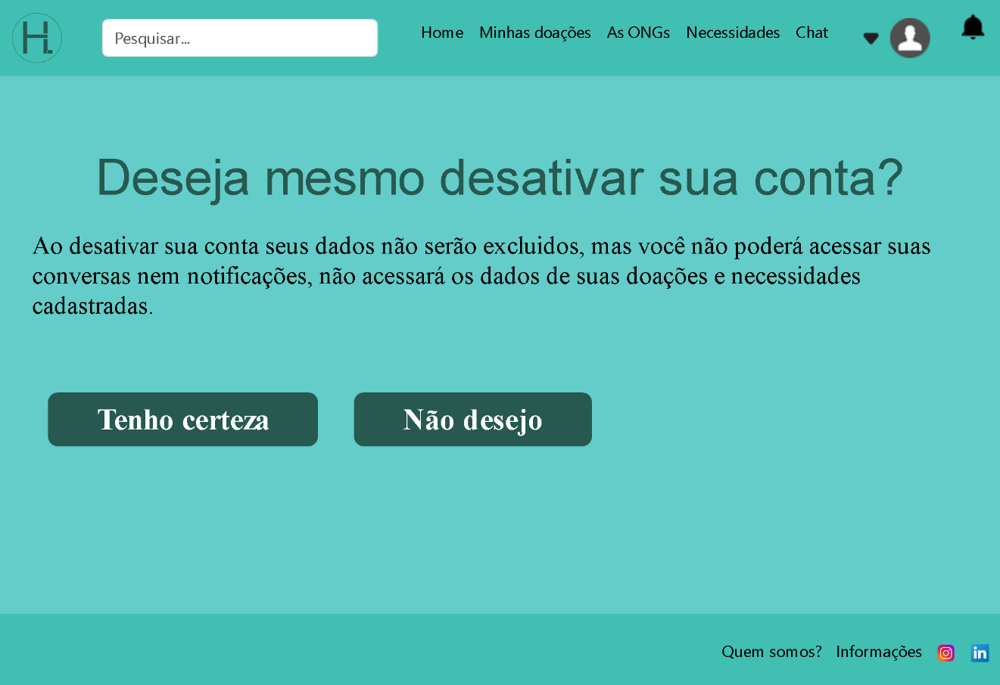 H.
Pesquisar...
Home Minhas doações As ONGs Necessidades Chat
Deseja mesmo desativar sua conta?
Ao desativar sua conta seus dados não serão excluidos, mas você não poderá acessar suas
conversas nem notificações, não acessará os dados de suas doações e necessidades
cadastradas.
Tenho certeza
Não desejo
Quem somos? Informações in